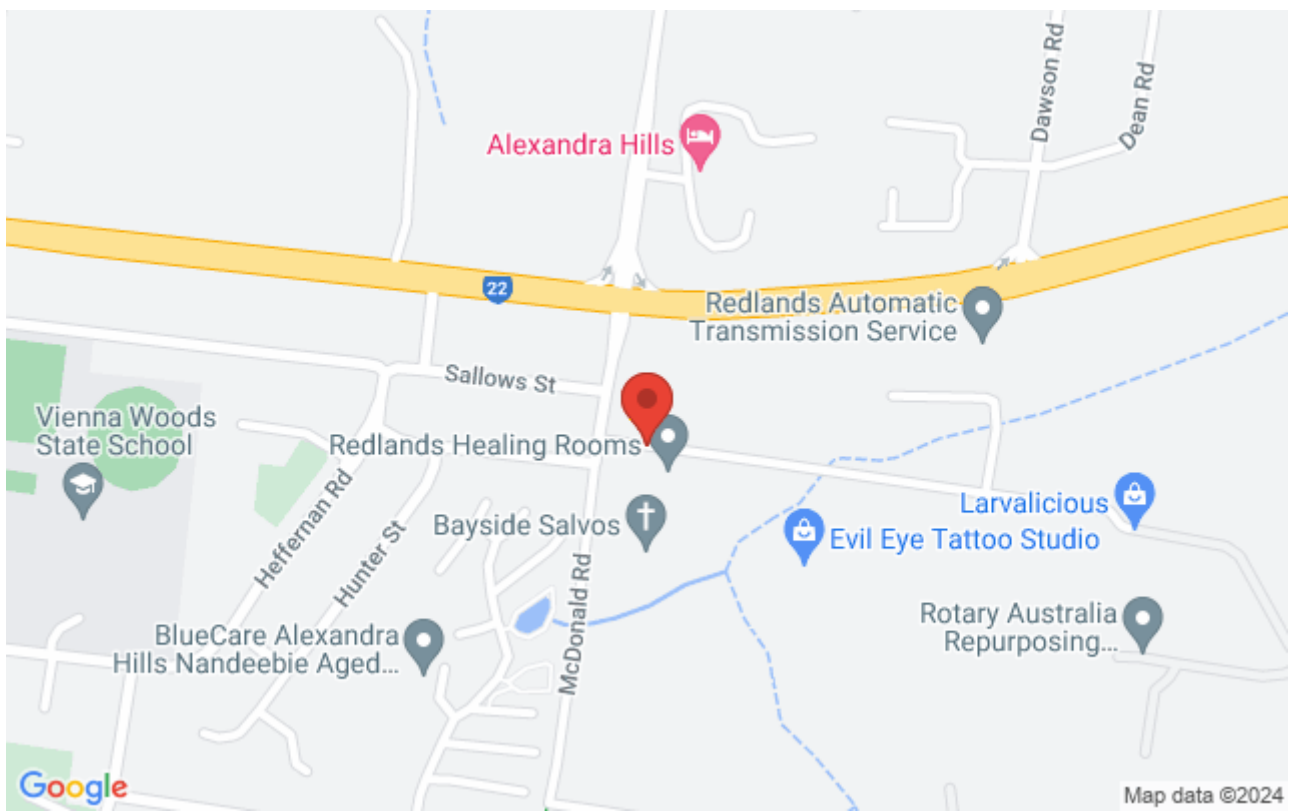 Dawson Rd
Dean Rd
Alexandra Hills
22
Redlands Automatic
Transmission Service
Sallows St
Vienna Woods
State School
Redlands Healing Rooms
Heffernan Rd
Hunter St
Bayside Salvos
McDonald Rd
Larvalicious
Evil Eye Tattoo Studio
BlueCare Alexandra
Hills Nandeebie Aged...
Rotary Australia
Repurposing...
Google
Map data ©2024